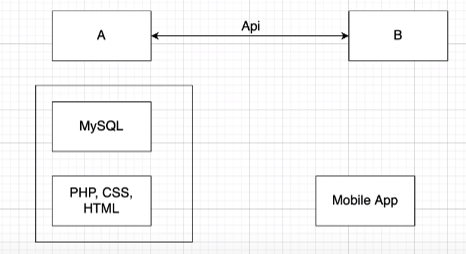 A
Api
B
MySQL
PHP, CSS,
HTML
Mobile App